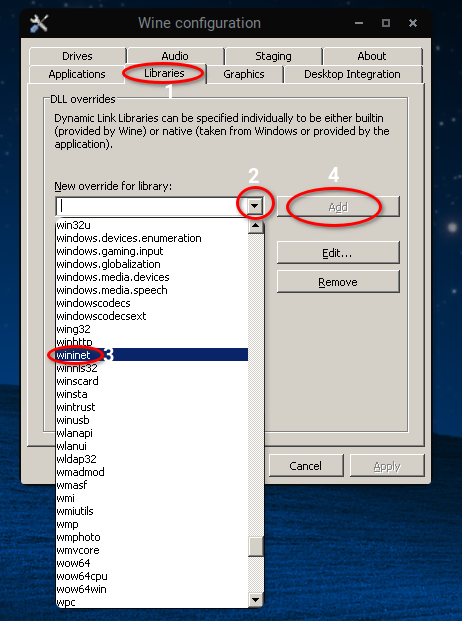 Wine configuration
Drives
Audio
Staging
About
Applications
Libraries
Graphics
Desktop Integration
1
DLL overrides
Dynamic Link Libraries can be specified individually to be either builtin
(provided by Wine) or native (taken from Windows or provided by the
application).
New override for library:
2
4
Add
win32u
windows.devices.enumeration
windows.gaming.input
windows.globalization
windows.media.devices
windows.media.speech
windowscodecs
windowscodecsext
wing32
winhttp
wininet
3
winnls32
winscard
winsta
wintrust
winusb
wlanapi
wlanui
wldap32
wmadmod
wmasf
wmi
wmiutils
wmp
wmphoto
wmvcore
wow64
wow64cpu
wow64win
wpc
Edit...
Remove
Cancel
Apply